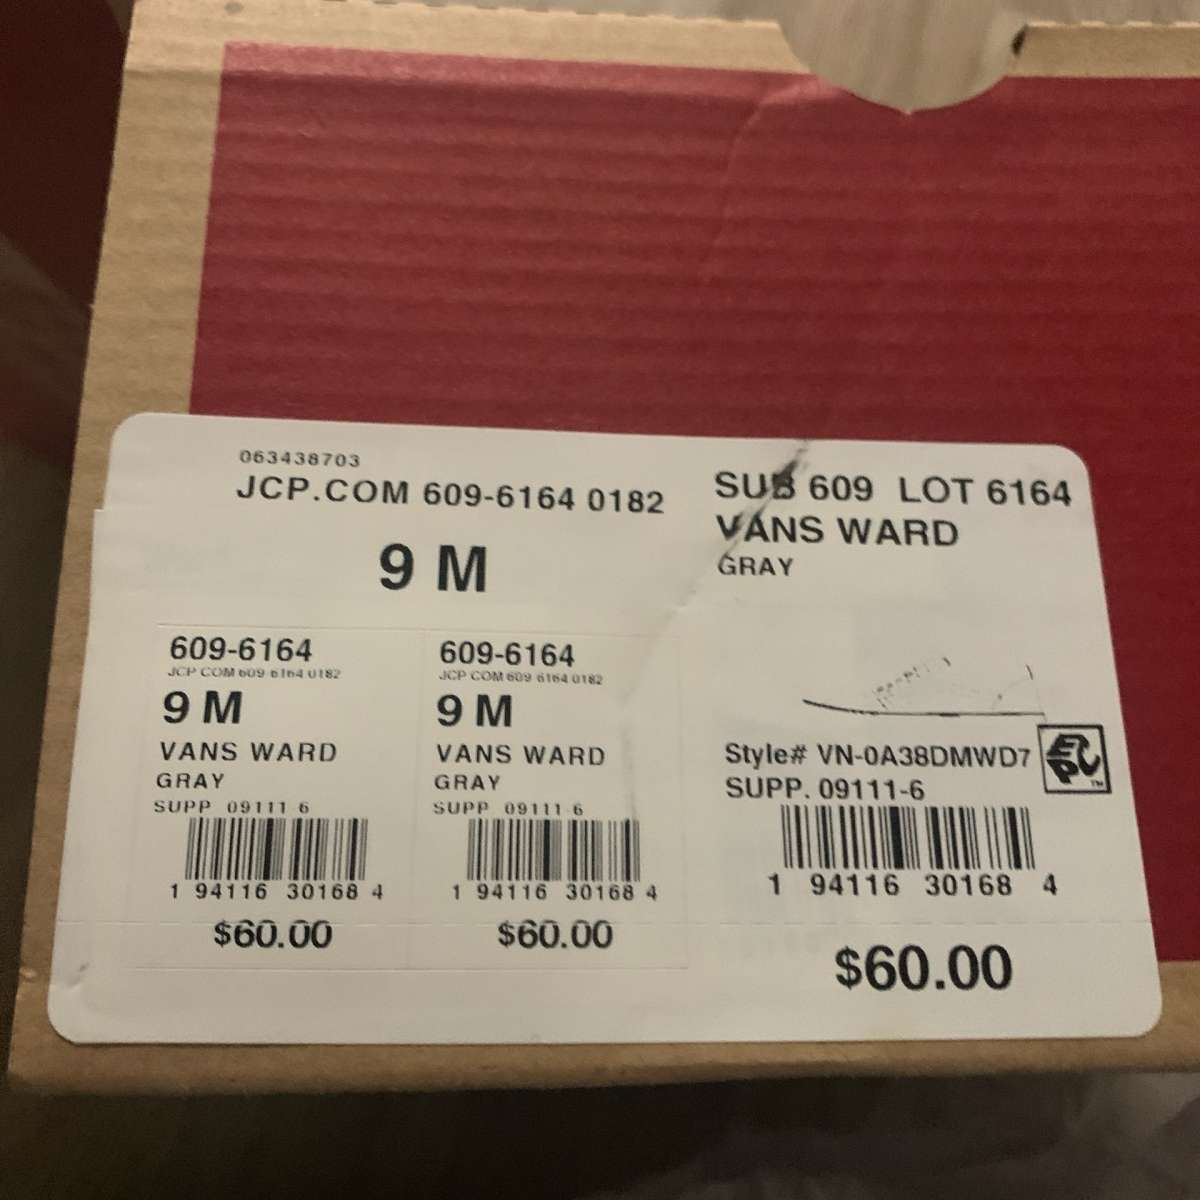 063438703
JCP.COM 609-6164 0182
9 M
609-6164
JCP COM 609 6164 0182
9 M
VANS WARD
GRAY
SUPP 09111 6
1 94116 30168 4
$60.00
609-6164
JCP COM 609 6164 0182
9 M
VANS WARD
GRAY
SUPP 09111-6
1 94116 30168 4
$60.00
SUB 609 LOT 6164
VANS WARD
GRAY
Style# VN-0A38DMWD7
SUPP. 09111-6
EPC™
1 94116 30168 4
$60.00